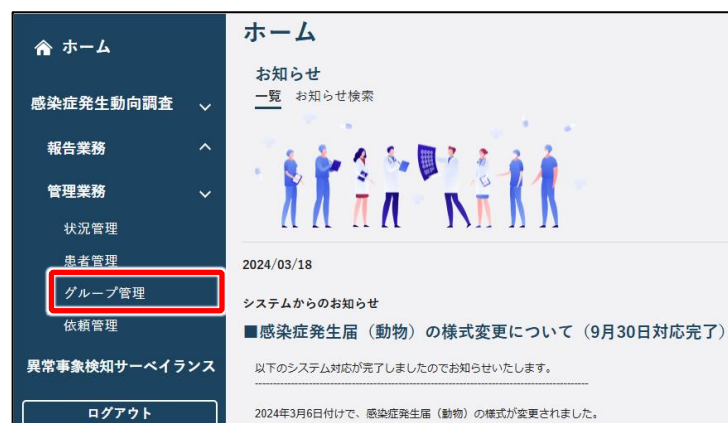 ホーム
感染症発生動向調査
報告業務
管理業務
状況管理
患者管理
グループ管理
依頼管理
異常事象検知サーベイランス
ログアウト
ホーム
お知らせ
一覧 お知らせ検索
2024/03/18
システムからのお知らせ
■感染症発生届（動物）の様式変更について（9月30日対応完了）
以下のシステム対応が完了しましたのでお知らせいたします。
2024年3月6日付けで、感染症発生届（動物）の様式が変更されました。